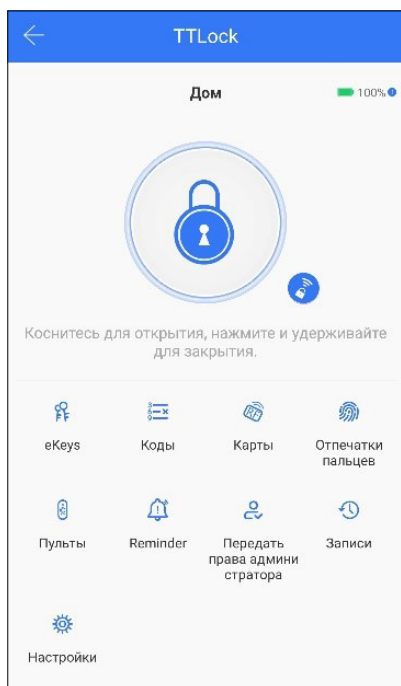 TTLock
Дом
100%
Коснитесь для открытия, нажмите и удерживайте
для закрытия.
eKeys Коды Карты Отпечатки
пальцев
Пульты Reminder Передать Записи
права админи
стратора
Настройки